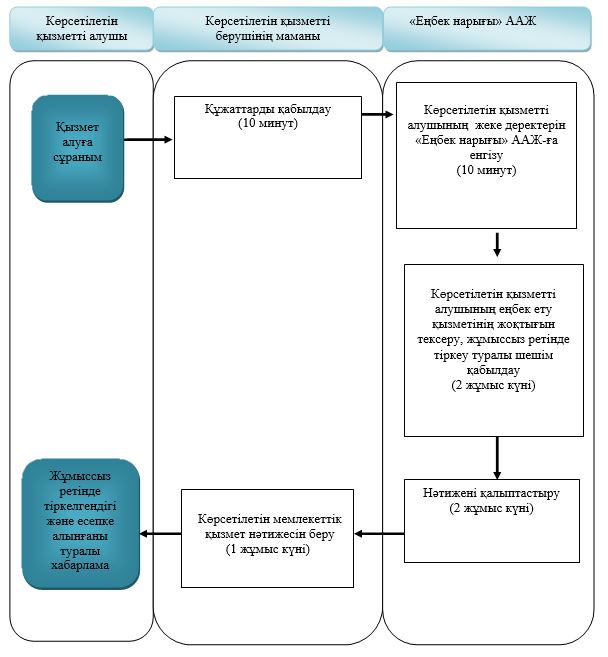 Көрсетілетін
қызметті алушы
Көрсетілетін қызметті
берушінің маманы
«Еңбек нарығы» ААЖ
Қызмет
алуға
сұраным
Құжаттарды қабылдау
(10 минут)
Көрсетілетін қызметті
алушының жеке деректерін
«Еңбек нарығы» ААЖ-ға
енгізу
(10 минут)
Көрсетілетін қызметті
алушының еңбек ету
қызметінің жоқтығын
тексеру, жұмыссыз ретінде
тіркеу туралы шешім
қабылдау
(2 жұмыс күні)
Нәтижені қалыптастыру
(2 жұмыс күні)
Көрсетілетін мемлекеттік
қызмет нәтижесін беру
(1 жұмыс күні)
Жұмыссыз
ретінде
тіркелгендігі
және есепке
алынғаны
туралы
хабарлама